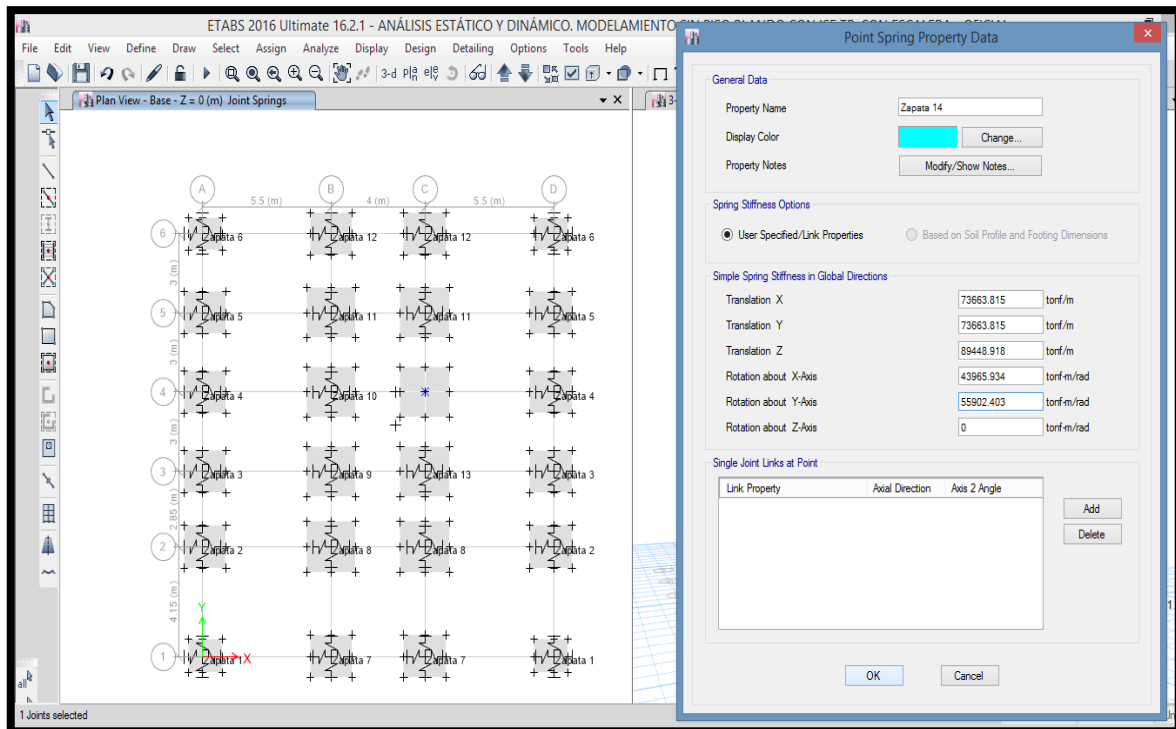 ETABS 2016 Ultimate 16.2.1 - ANÁLISIS ESTÁTICO Y DINÁMICO. MODELAMIENTO
File Edit View Define Draw Select Assign Analyze Display Design Detailing Options Tools Help
3-d
Plan View - Base - Z = 0 (m) Joint Springs
3-
A B C D
5.5 (m) 4 (m) 5.5 (m)
6 Zapata 6 Zapata 12 Zapata 12 Zapata 6
3 (m)
5 Zapata 5 Zapata 11 Zapata 11 Zapata 5
3 (m)
4 Zapata 4 Zapata 10 Zapata 4
3 (m)
3 Zapata 3 Zapata 9 Zapata 13 Zapata 3
2.85 (m)
2 Zapata 2 Zapata 8 Zapata 8 Zapata 2
4.15 (m)
Y
1 Zapata 1 X Zapata 7 Zapata 7 Zapata 1
all
1 Joints selected
Point Spring Property Data
General Data
Property Name Zapata 14
Display Color Change...
Property Notes Modify/Show Notes...
Spring Stiffness Options
User Specified/Link Properties Based on Soil Profile and Footing Dimensions
Simple Spring Stiffness in Global Directions
Translation X 73663.815 tonf/m
Translation Y 73663.815 tonf/m
Translation Z 89448.918 tonf/m
Rotation about X-Axis 43965.934 tonf-m/rad
Rotation about Y-Axis 55902.403 tonf-m/rad
Rotation about Z-Axis 0 tonf-m/rad
Single Joint Links at Point
Link Property Axial Direction Axis 2 Angle
Add
Delete
OK Cancel